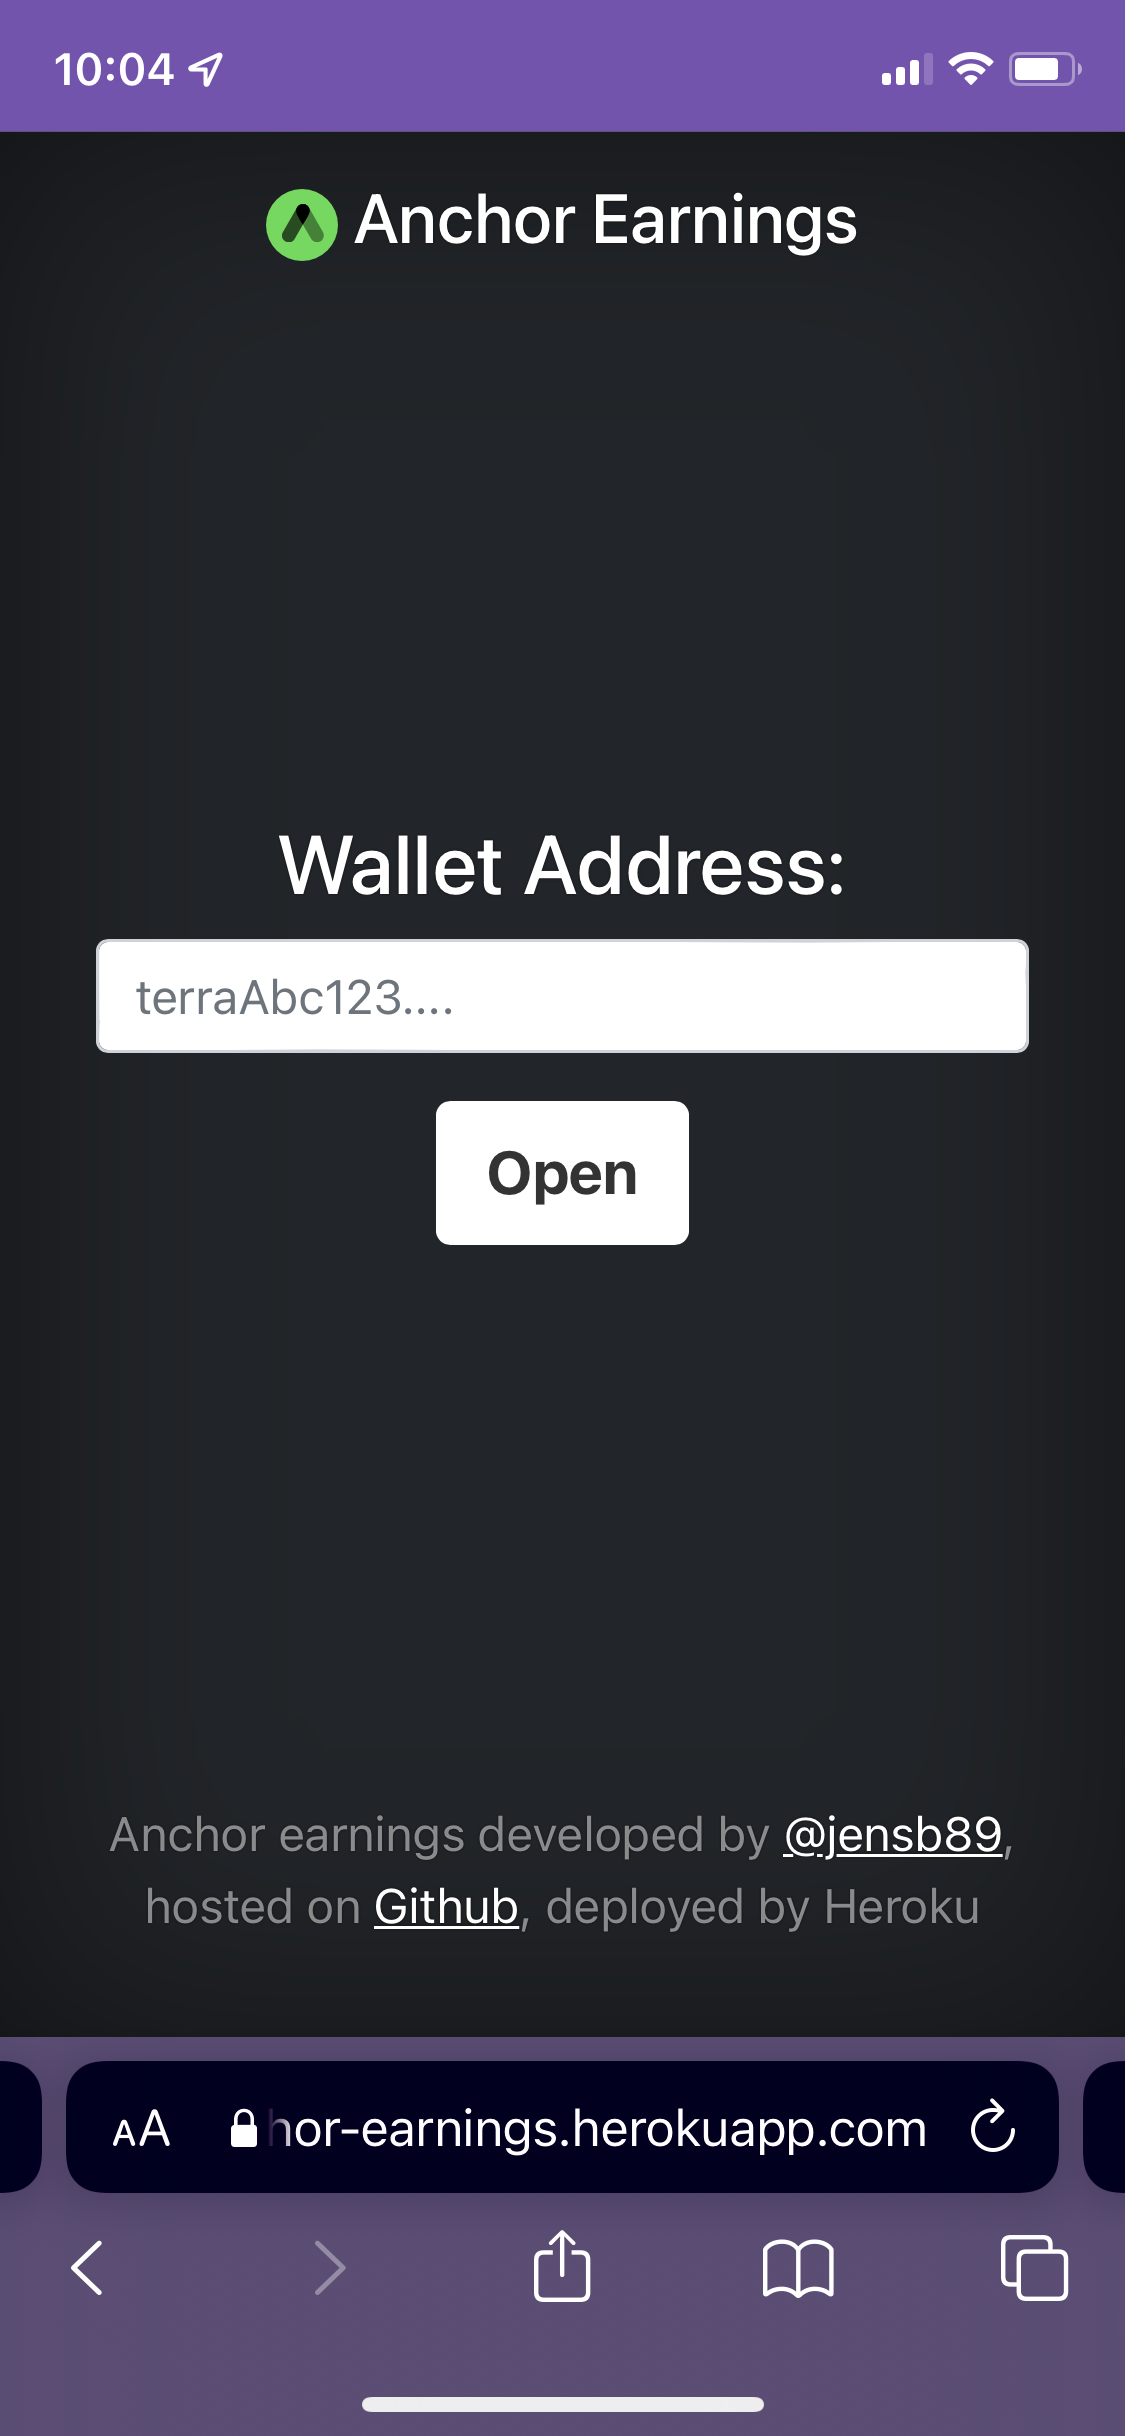 10:04
Anchor Earnings
Wallet Address:
terraAbc123....
Open
Anchor earnings developed by @jensb89,
hosted on Github, deployed by Heroku
AA hor-earnings.herokuapp.com